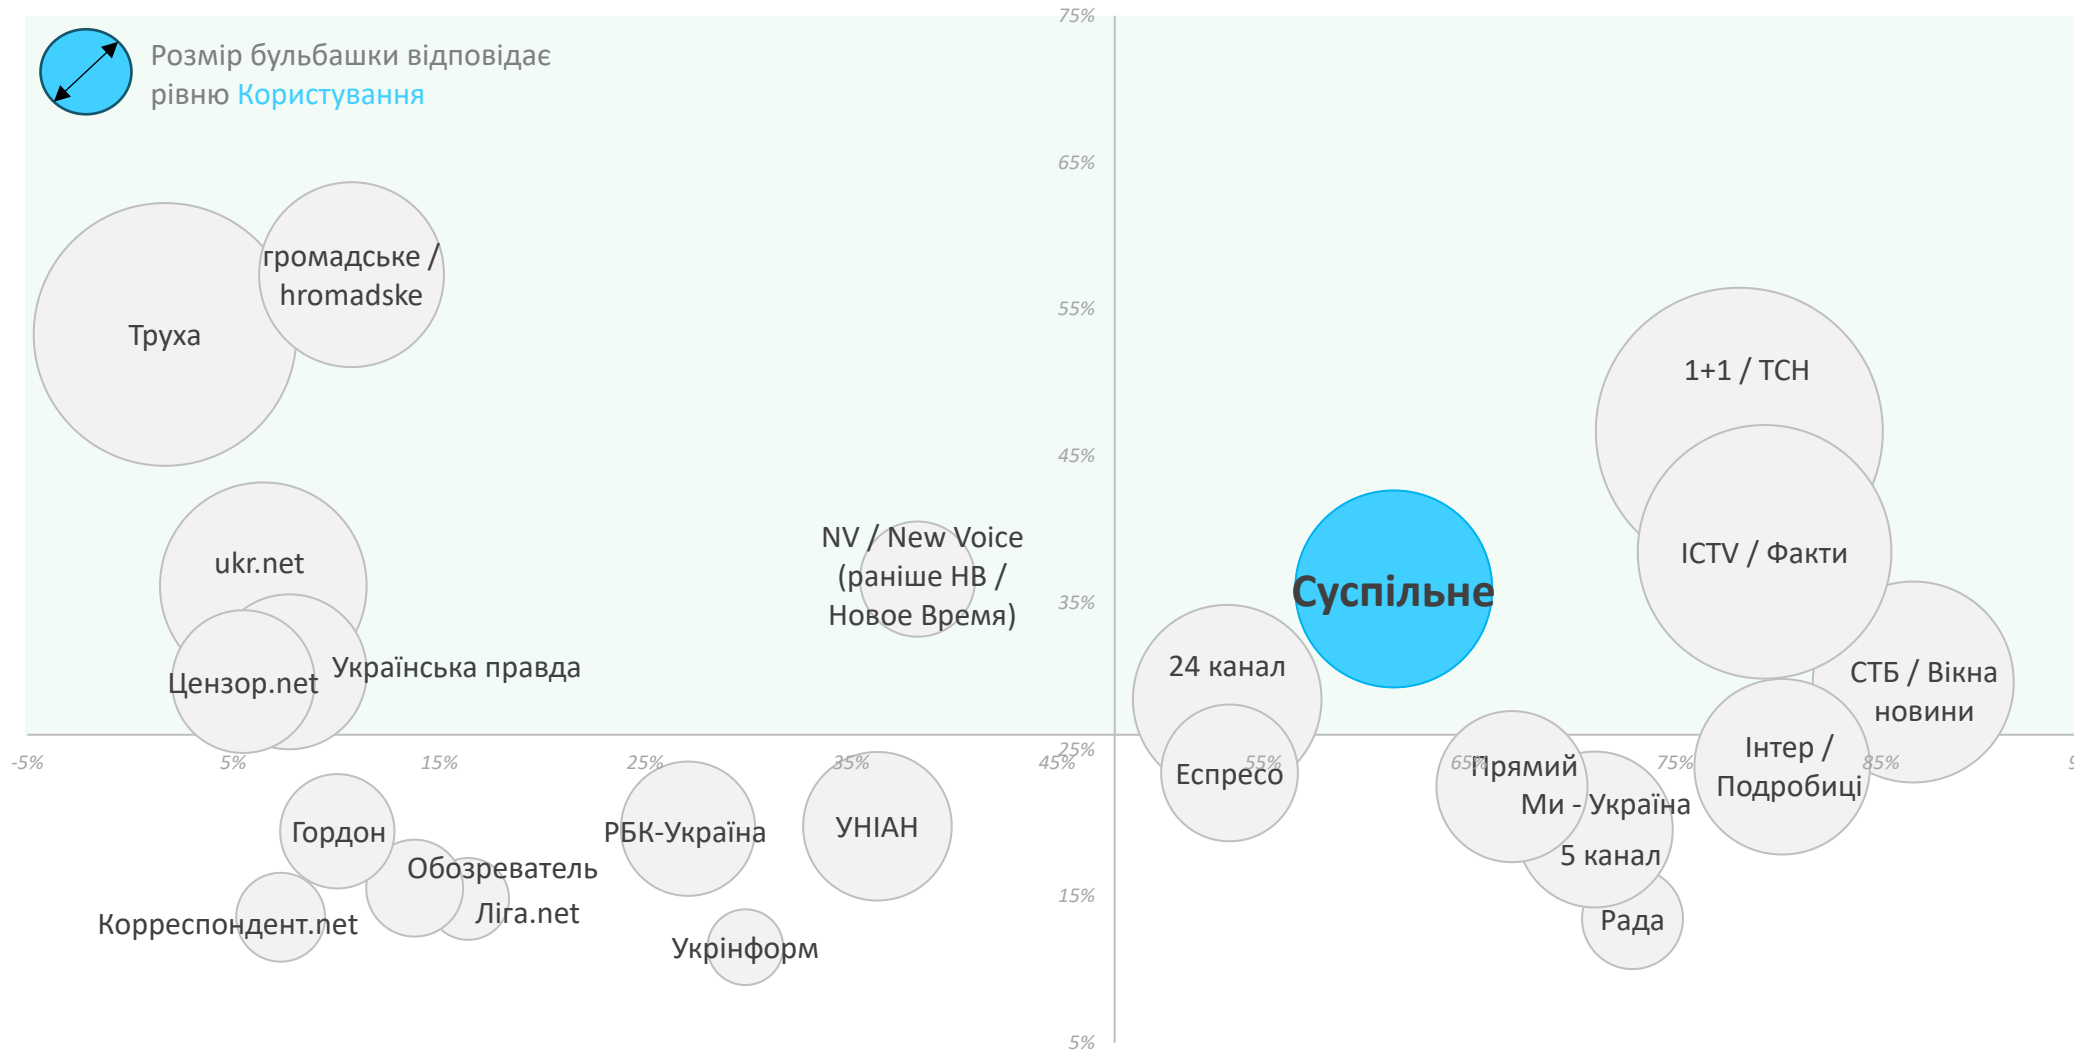 75%
Розмір бульбашки відповідає
рівню Користування
65%
громадське /
hromadske
55%
Труха
1+1 / ТСН
45%
NV / New Voice
(раніше НВ /
Новое Время)
ukr.net
ICTV / Факти
Суспільне
35%
24 канал
Українська правда
Цензор.net
СТБ / Вікна
новини
25%
-5%
5%
15%
25%
35%
45%
55%
65%
75%
85%
9
Інтер /
Подробиці
Еспресо
Прямий
Ми - Україна
5 канал
Гордон
РБК-Україна
УНІАН
Обозреватель
Ліга.net
15%
Корреспондент.net
Рада
Укрінформ
5%